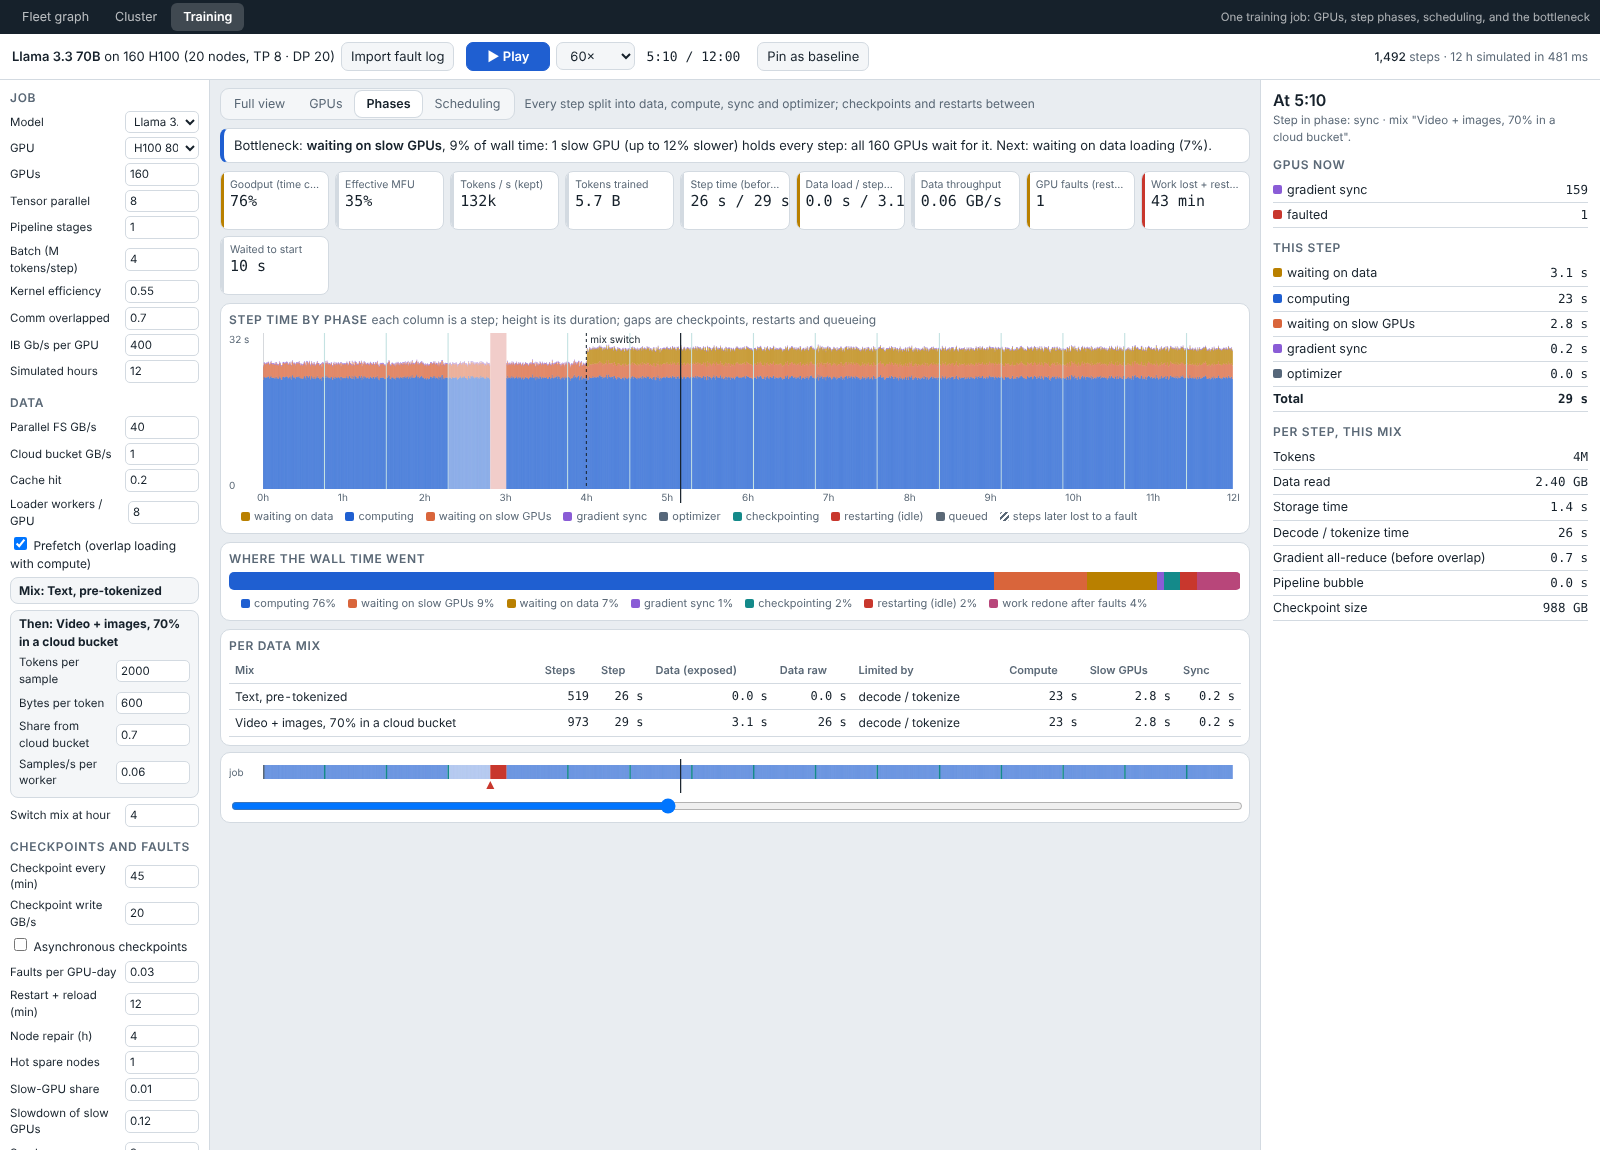 Fleet graph Cluster Training One training job: GPUs, step phases, scheduling, and the bottleneck
Llama 3.3 70B on 160 H100 (20 nodes, TP 8 · DP 20) Import fault log ▶ Play 60× 5:10 / 12:00 Pin as baseline 1,492 steps · 12 h simulated in 481 ms
JOB
Model Llama 3.
GPU H100 80
GPUs 160
Tensor parallel 8
Pipeline stages 1
Batch (M
tokens/step) 4
Kernel efficiency 0.55
Comm overlapped 0.7
IB Gb/s per GPU 400
Simulated hours 12
DATA
Parallel FS GB/s 40
Cloud bucket GB/s 1
Cache hit 0.2
Loader workers /
GPU 8
Prefetch (overlap loading
with compute)
Mix: Text, pre-tokenized
Then: Video + images, 70%
in a cloud bucket
Tokens per
sample 2000
Bytes per token 600
Share from
cloud bucket 0.7
Samples/s per
worker 0.06
Switch mix at hour 4
CHECKPOINTS AND FAULTS
Checkpoint every
(min) 45
Checkpoint write
GB/s 20
Asynchronous checkpoints
Faults per GPU-day 0.03
Restart + reload
(min) 12
Node repair (h) 4
Hot spare nodes 1
Slow-GPU share 0.01
Slowdown of slow
GPUs 0.12
Full view GPUs Phases Scheduling Every step split into data, compute, sync and optimizer; checkpoints and restarts between
Bottleneck: waiting on slow GPUs, 9% of wall time: 1 slow GPU (up to 12% slower) holds every step: all 160 GPUs wait for it. Next: waiting on data loading (7%).
Goodput (time c... Effective MFU Tokens / s (kept) Tokens trained Step time (befor... Data load / step... Data throughput GPU faults (rest... Work lost + rest...
76% 35% 132k 5.7 B 26 s / 29 s 0.0 s / 3.1 0.06 GB/s 1 43 min
Waited to start
10 s
STEP TIME BY PHASE each column is a step; height is its duration; gaps are checkpoints, restarts and queueing
32 s mix switch
0
0h 1h 2h 3h 4h 5h 6h 7h 8h 9h 10h 11h 12h
waiting on data computing waiting on slow GPUs gradient sync optimizer checkpointing restarting (idle) queued steps later lost to a fault
WHERE THE WALL TIME WENT
computing 76% waiting on slow GPUs 9% waiting on data 7% gradient sync 1% checkpointing 2% restarting (idle) 2% work redone after faults 4%
PER DATA MIX
Mix Steps Step Data (exposed) Data raw Limited by Compute Slow GPUs Sync
Text, pre-tokenized 519 26 s 0.0 s 0.0 s decode / tokenize 23 s 2.8 s 0.2 s
Video + images, 70% in a cloud bucket 973 29 s 3.1 s 26 s decode / tokenize 23 s 2.8 s 0.2 s
job
At 5:10
Step in phase: sync · mix "Video + images, 70% in a
cloud bucket".
GPUS NOW
gradient sync 159
faulted 1
THIS STEP
waiting on data 3.1 s
computing 23 s
waiting on slow GPUs 2.8 s
gradient sync 0.2 s
optimizer 0.0 s
Total 29 s
PER STEP, THIS MIX
Tokens 4M
Data read 2.40 GB
Storage time 1.4 s
Decode / tokenize time 26 s
Gradient all-reduce (before overlap) 0.7 s
Pipeline bubble 0.0 s
Checkpoint size 988 GB